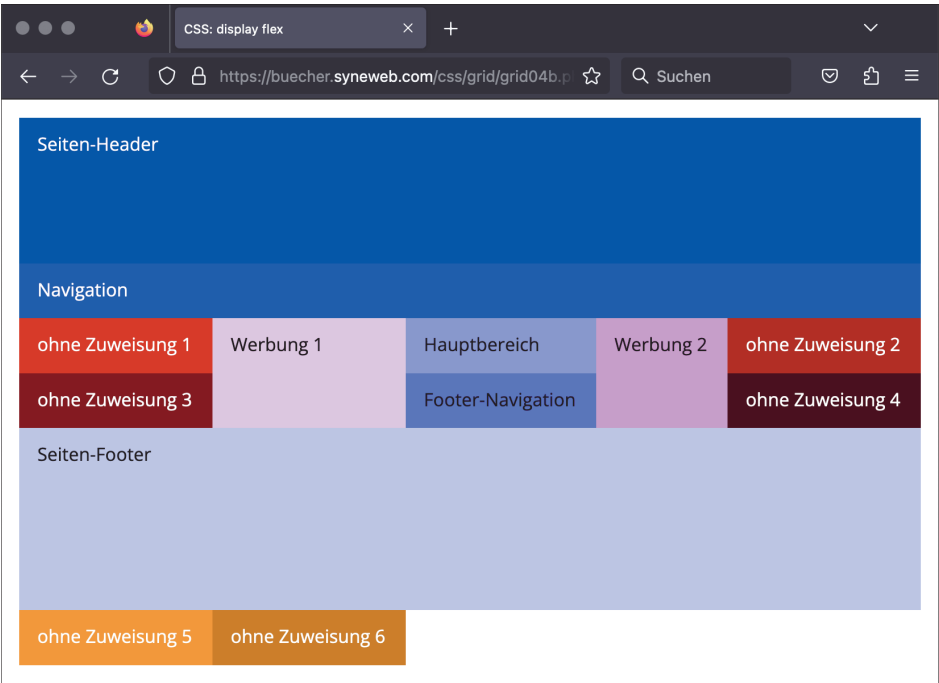 CSS: display flex
https://buecher.syneweb.com/css/grid/grid04b.p
Suchen
Seiten-Header
Navigation
ohne Zuweisung 1 Werbung 1 Hauptbereich Werbung 2 ohne Zuweisung 2
ohne Zuweisung 3 Footer-Navigation ohne Zuweisung 4
Seiten-Footer
ohne Zuweisung 5 ohne Zuweisung 6